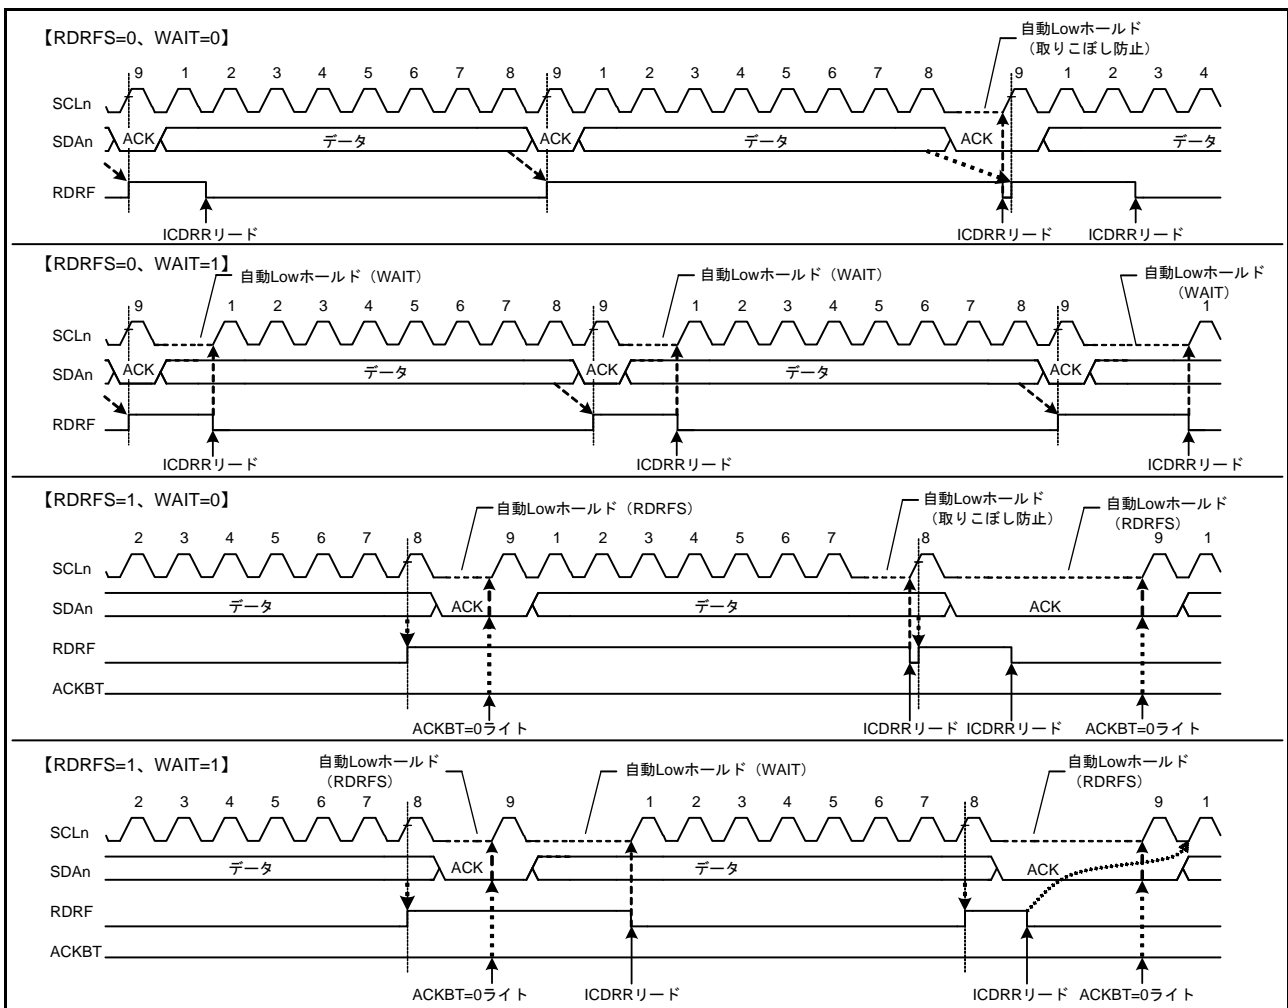 【RDRFS=0、WAIT=0】
自動Lowホールド
（取りこぼし防止）
9 1 2 3 4 5 6 7 8 9 1 2 3 4 5 6 7 8 9 1 2 3 4
SCLn
SDAn ACK データ ACK データ ACK データ
RDRF
ICDRRリード ICDRRリード ICDRRリード
【RDRFS=0、WAIT=1】
自動Lowホールド（WAIT） 自動Lowホールド（WAIT） 自動Lowホールド
（WAIT）
9 1 2 3 4 5 6 7 8 9 1 2 3 4 5 6 7 8 9 1
SCLn
SDAn ACK データ ACK データ ACK
RDRF
ICDRRリード ICDRRリード ICDRRリード
【RDRFS=1、WAIT=0】
自動Lowホールド（RDRFS） 自動Lowホールド
（取りこぼし防止） 自動Lowホールド
（RDRFS）
2 3 4 5 6 7 8 9 1 2 3 4 5 6 7 8 9 1
SCLn
SDAn データ ACK データ ACK
RDRF
ACKBT
ACKBT=0ライト ICDRRリード ICDRRリード ACKBT=0ライト
【RDRFS=1、WAIT=1】
自動Lowホールド
（RDRFS） 自動Lowホールド（WAIT） 自動Lowホールド
（RDRFS）
2 3 4 5 6 7 8 9 1 2 3 4 5 6 7 8 9 1
SCLn
SDAn データ ACK データ ACK
RDRF
ACKBT
ACKBT=0ライト ICDRRリード ICDRRリード ACKBT=0ライト